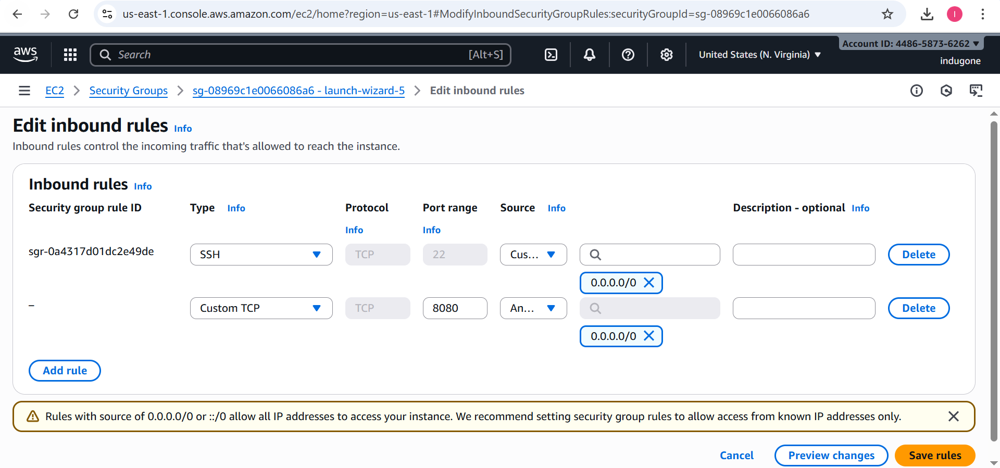 us-east-1.console.aws.amazon.com/ec2/home?region=us-east-1#ModifyInboundSecurityGroupRules:securityGroupId=sg-08969c1e0066086a6
I
aws
Search [Alt+S]
United States (N. Virginia)
Account ID: 4486-5873-6262
indugone
EC2 > Security Groups > sg-08969c1e0066086a6 - launch-wizard-5 > Edit inbound rules
Edit inbound rules Info
Inbound rules control the incoming traffic that's allowed to reach the instance.
Inbound rules Info
Security group rule ID Type Info Protocol Port range Source Info Description - optional Info
Info Info
sgr-0a4317d01dc2e49de SSH TCP 22 Cus... Delete
0.0.0.0/0
– Custom TCP TCP 8080 An... Delete
0.0.0.0/0
Add rule
Rules with source of 0.0.0.0/0 or ::/0 allow all IP addresses to access your instance. We recommend setting security group rules to allow access from known IP addresses only.
Cancel Preview changes Save rules